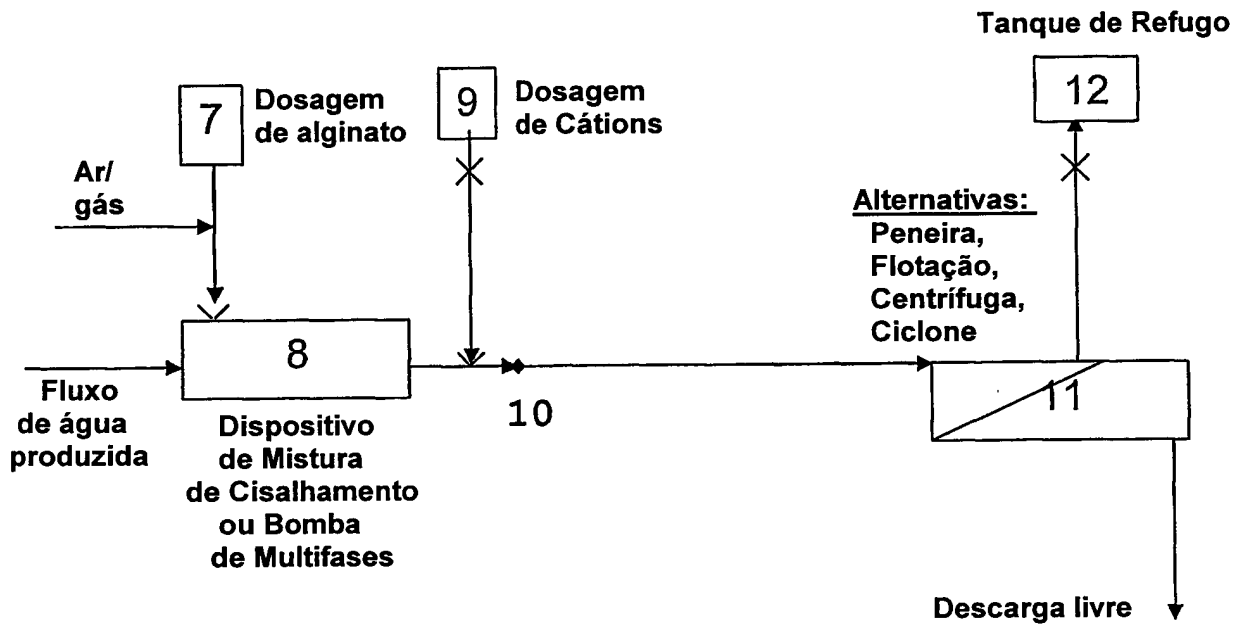 Tanque de Refugo
12
7
Dosagem
de alginato
9
Dosagem
de Cátions
Ar/
gás
Alternativas:
Peneira,
Flotação,
Centrífuga,
Ciclone
8
11
Fluxo
de água
produzida
10
Dispositivo
de Mistura
de Cisalhamento
ou Bomba
de Multifases
Descarga livre